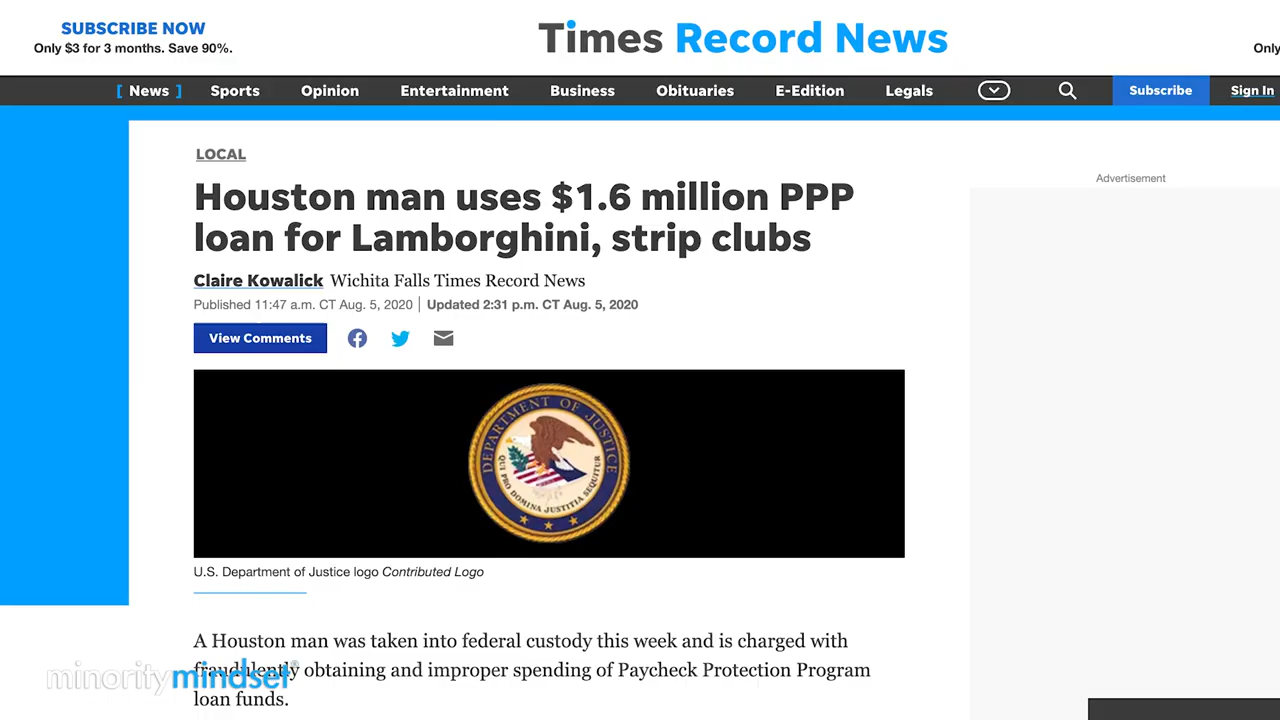 SUBSCRIBE NOW
Only $3 for 3 months. Save 90%.
Times Record News
Only
[ News ] Sports Opinion Entertainment Business Obituaries E-Edition Legals Subscribe Sign In
LOCAL
Advertisement
Houston man uses $1.6 million PPP
loan for Lamborghini, strip clubs
Claire Kowalick Wichita Falls Times Record News
Published 11:47 a.m. CT Aug. 5, 2020 | Updated 2:31 p.m. CT Aug. 5, 2020
View Comments
DEPARTMENT OF JUSTICE
QUI PRO DOMINA JUSTITIA SEQUITUR
U.S. Department of Justice logo Contributed Logo
A Houston man was taken into federal custody this week and is charged with
fraudulently obtaining and improper spending of Paycheck Protection Program
loan funds.
minority mindset®